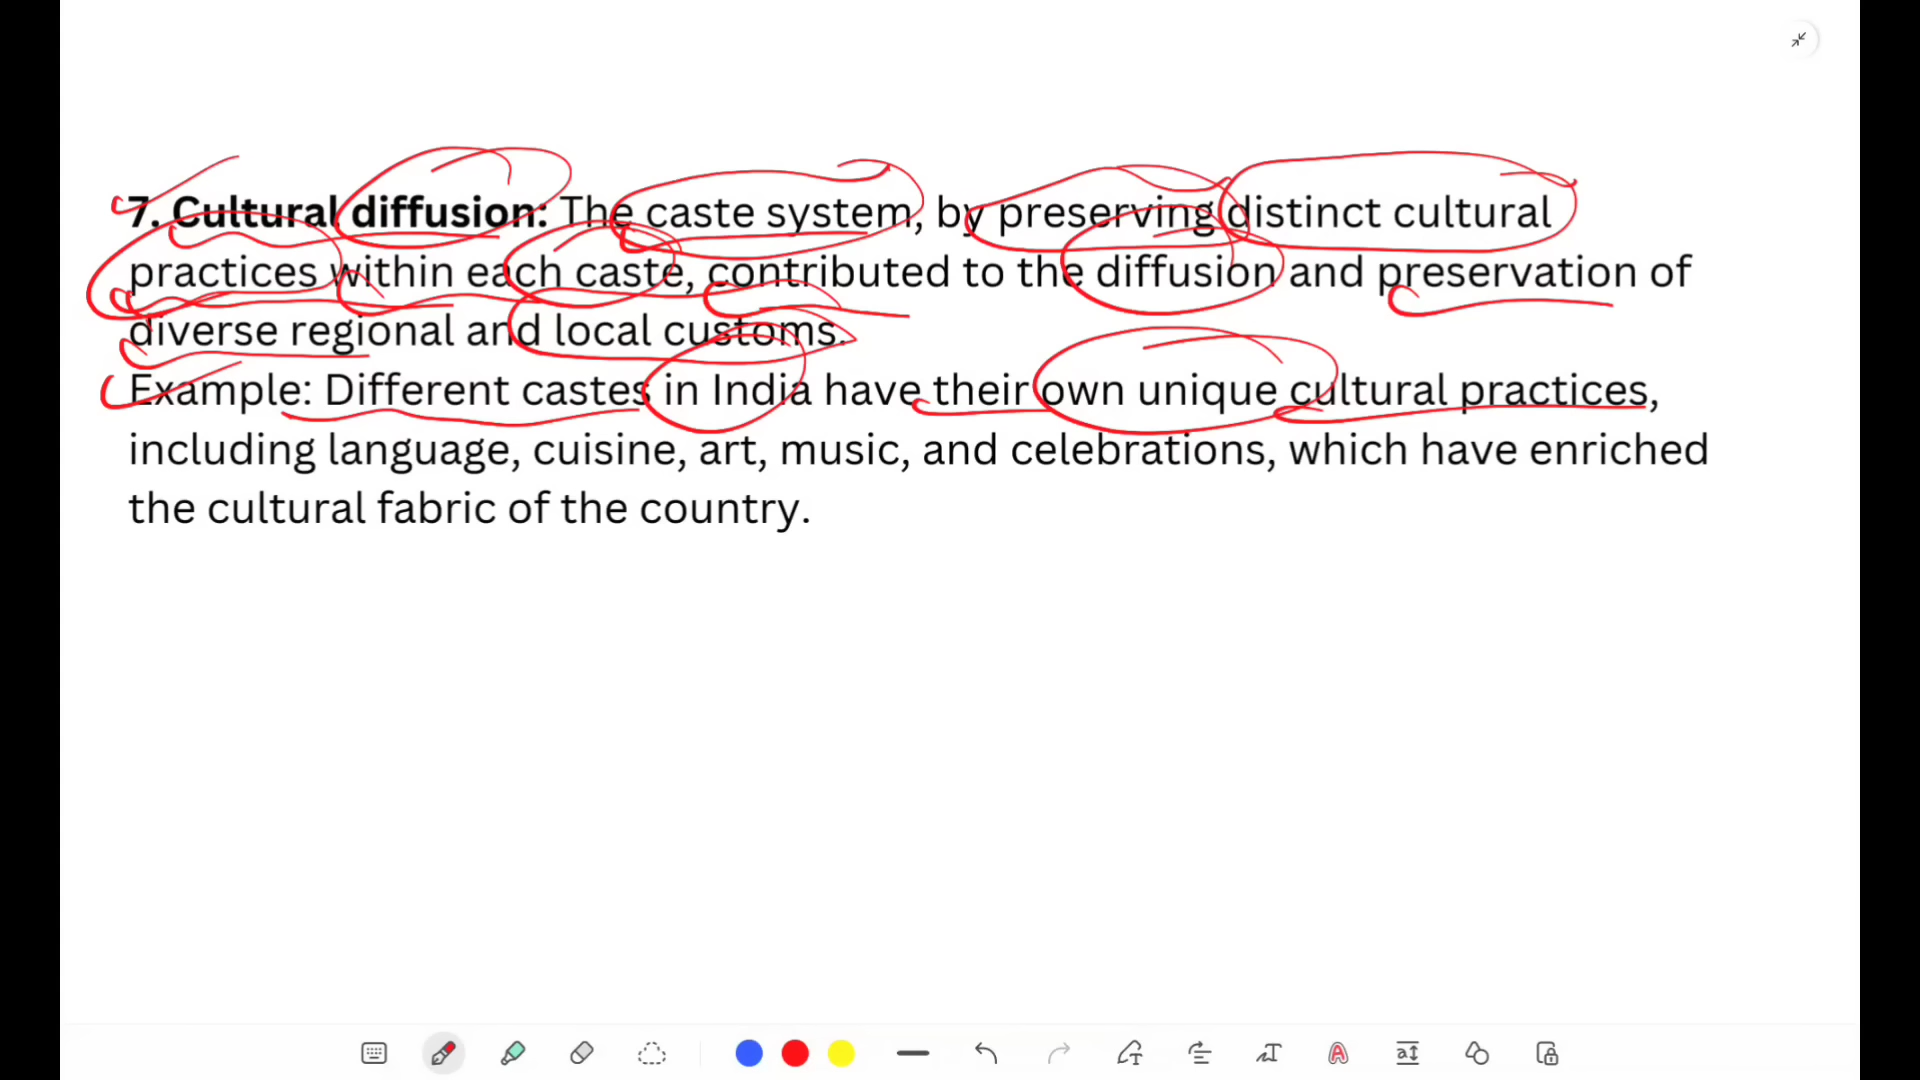 7. Cultural diffusion: The caste system, by preserving distinct cultural
practices within each caste, contributed to the diffusion and preservation of
diverse regional and local customs.
Example: Different castes in India have their own unique cultural practices,
including language, cuisine, art, music, and celebrations, which have enriched
the cultural fabric of the country.